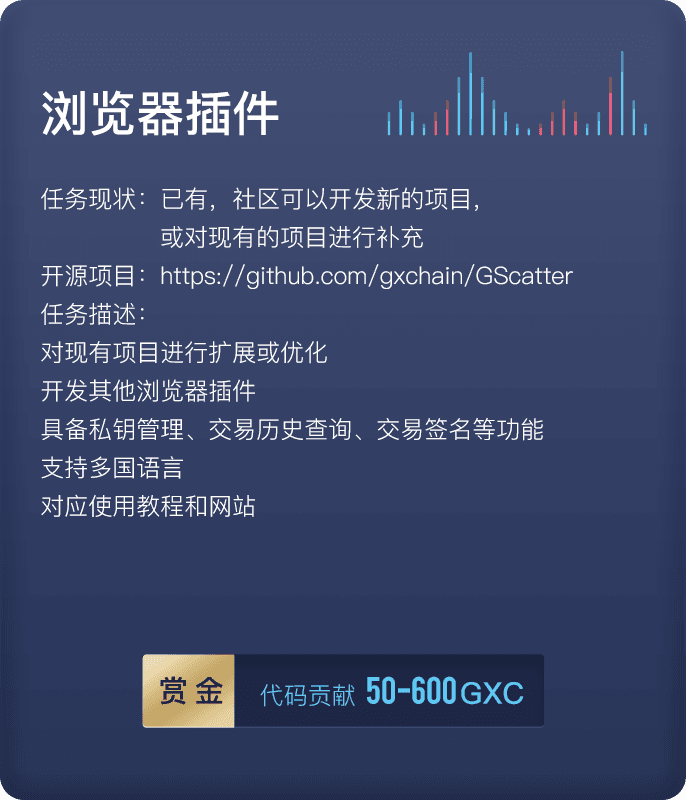 浏览器插件
任务现状：已有，社区可以开发新的项目，
或对现有的项目进行补充
开源项目：https://github.com/gxchain/GScatter
任务描述：
对现有项目进行扩展或优化
开发其他浏览器插件
具备私钥管理、交易历史查询、交易签名等功能
支持多国语言
对应使用教程和网站
赏金 代码贡献 50-600GXC